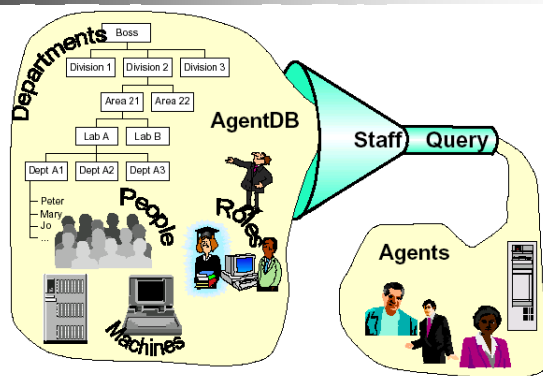 Departments
Boss
Division 1 Division 2 Division 3
Area 21 Area 22
Lab A Lab B
Dept A1 Dept A2 Dept A3
Peter
Mary
Jo
...
People
Roles
Machines
AgentDB
Staff Query
Agents